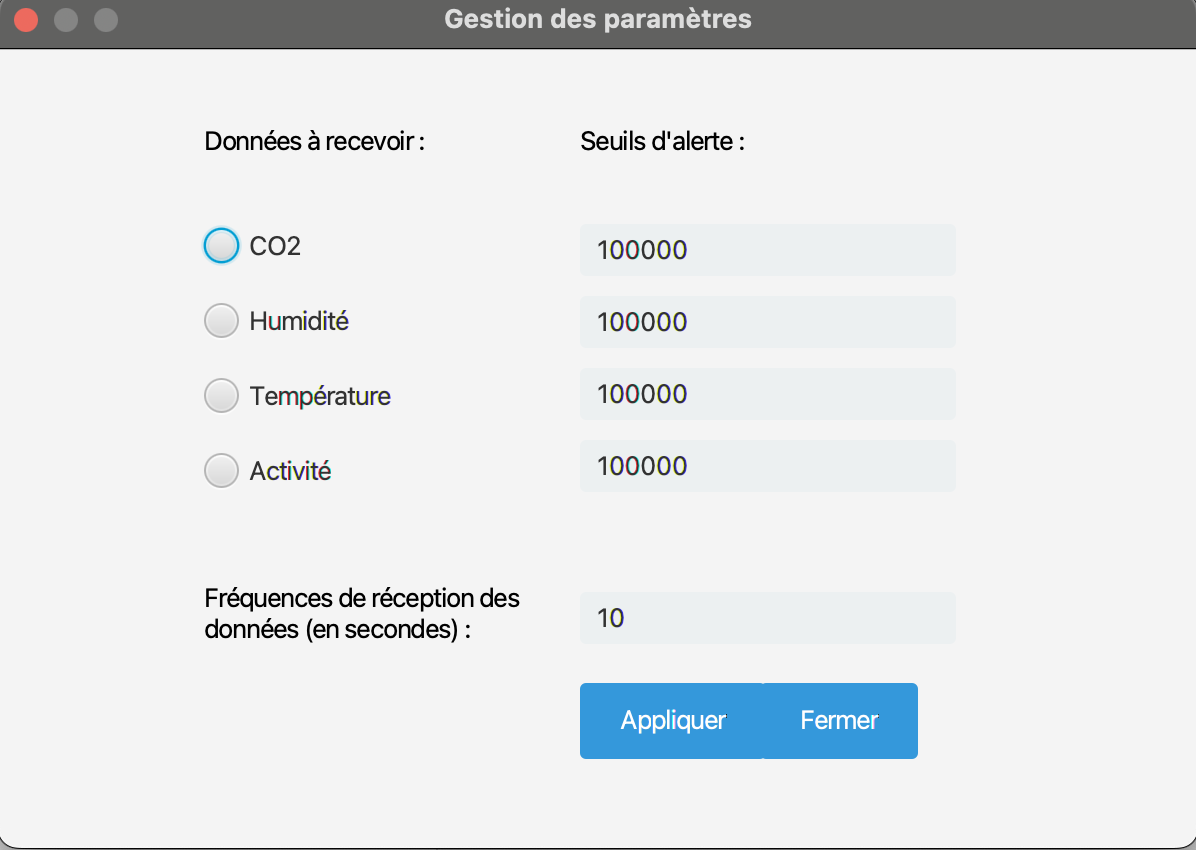 Gestion des paramètres
Données à recevoir :
Seuils d'alerte :
CO2
100000
Humidité
100000
Température
100000
Activité
100000
Fréquences de réception des
données (en secondes) :
10
Appliquer
Fermer